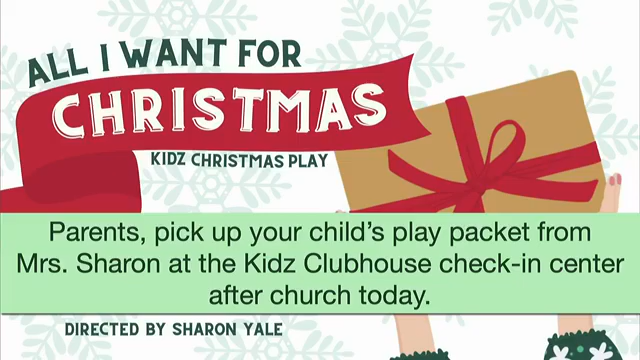 ALL I WANT FOR
CHRISTMAS
KIDZ CHRISTMAS PLAY
Parents, pick up your child’s play packet from
Mrs. Sharon at the Kidz Clubhouse check-in center
after church today.
DIRECTED BY SHARON YALE